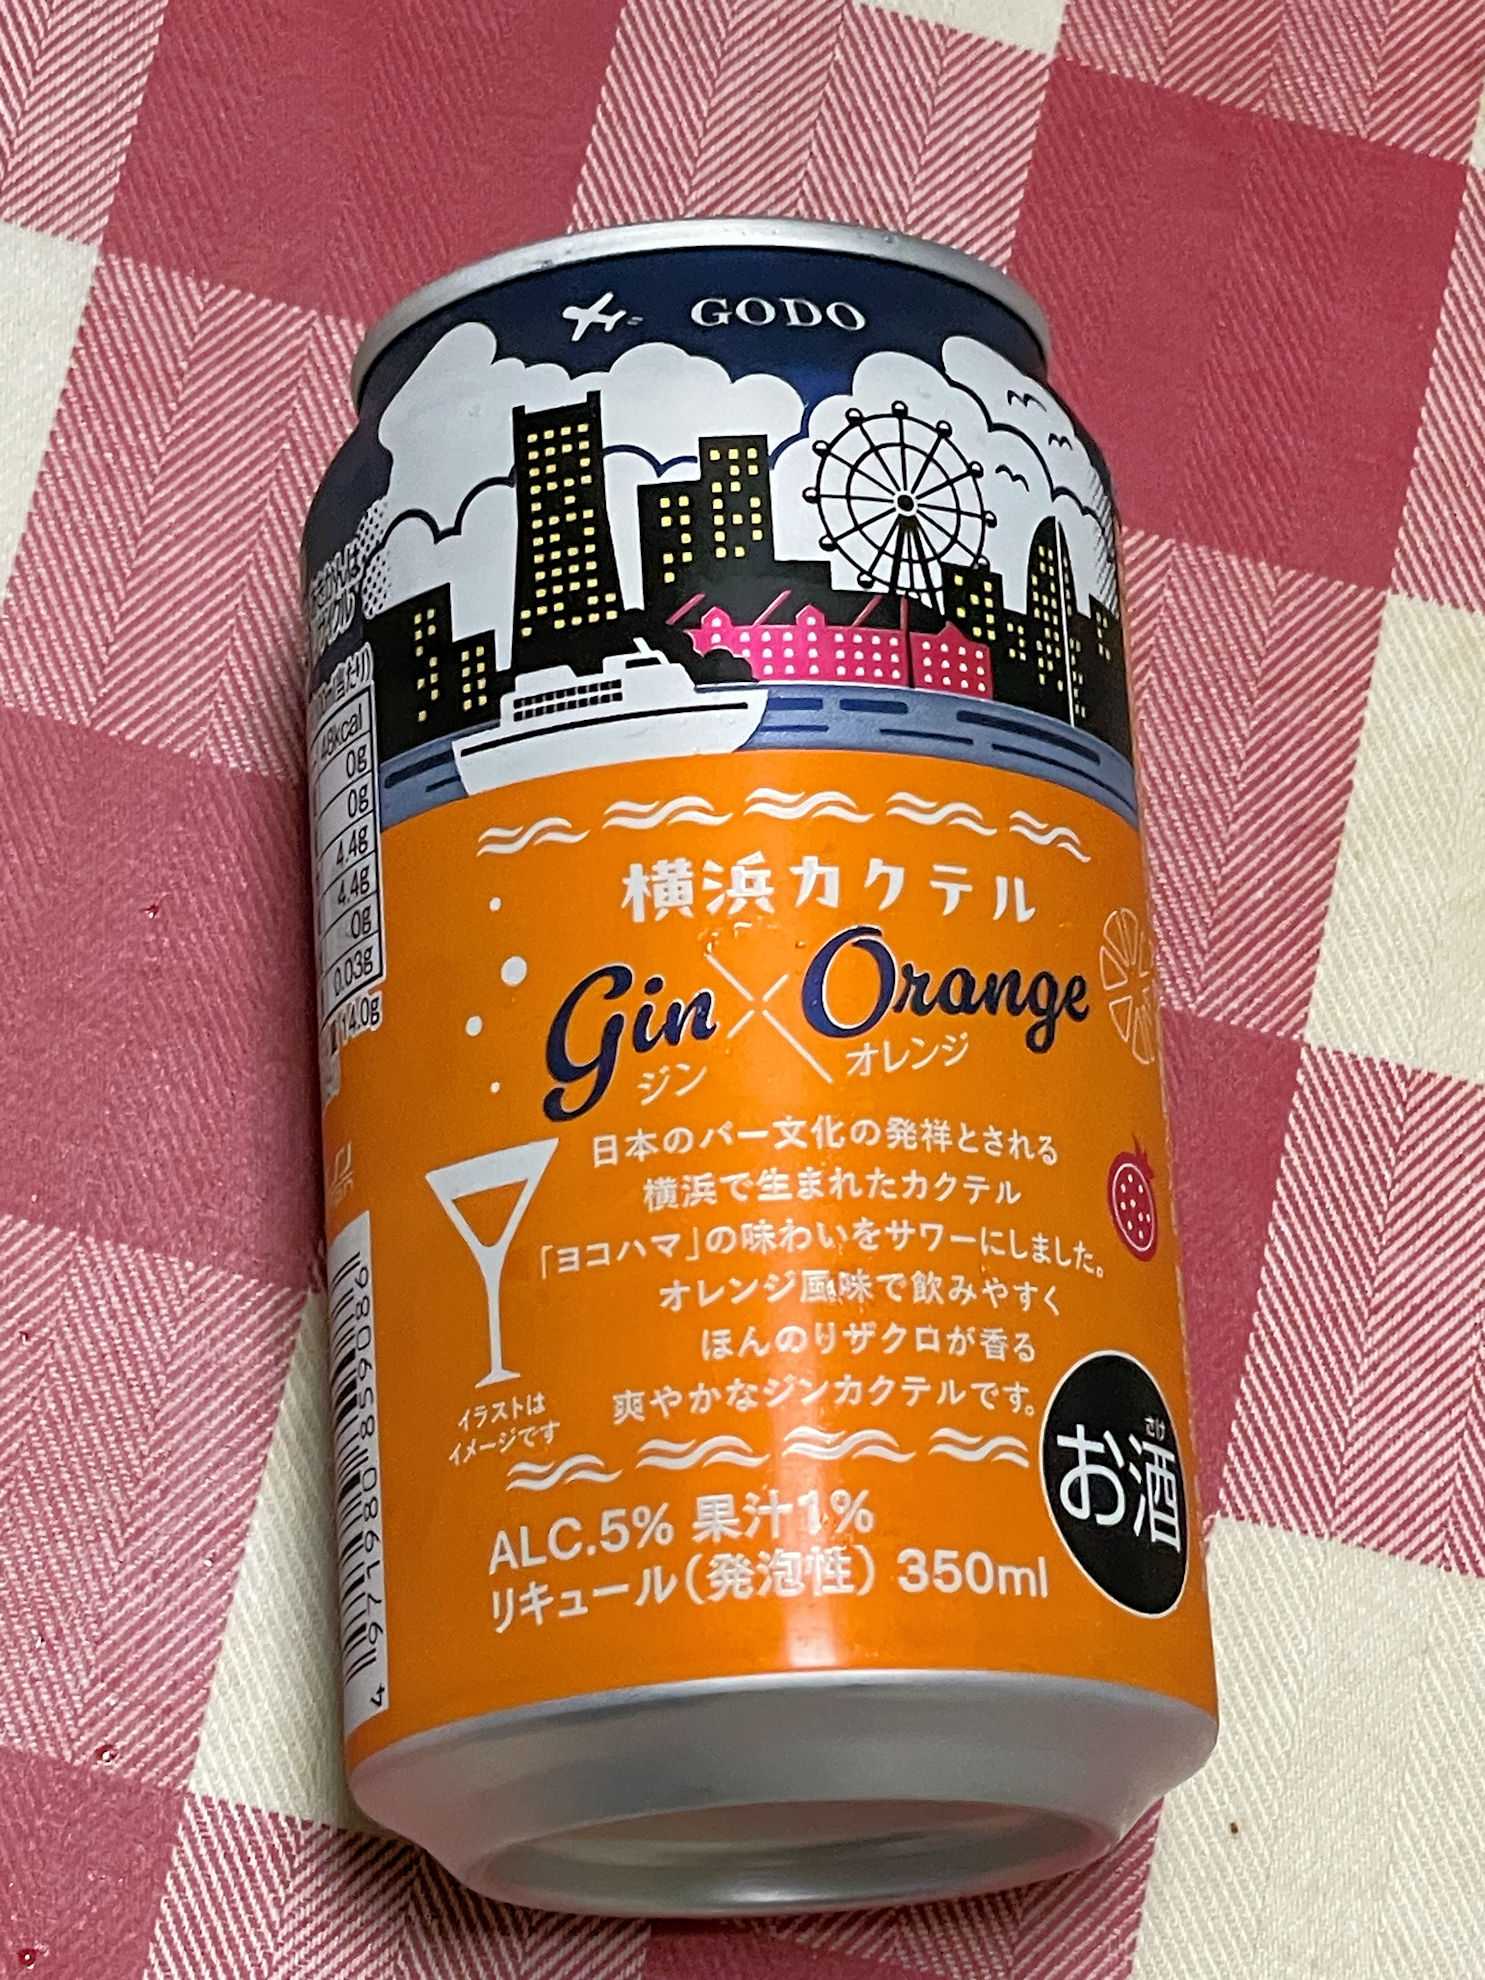 GODO
横浜カクテル
Gin Orange
ジン オレンジ
日本のバー文化の発祥とされる
横浜で生まれたカクテル
「ヨコハマ」の味わいをサワーにしました。
オレンジ風味で飲みやすく
ほんのりザクロが香る
爽やかなジンカクテルです。
イラストは
イメージです
ALC.5% 果汁1%
リキュール(発泡性) 350ml
さけ
お酒
48kcal
0g
0g
4.4g
4.4g
0g
0.03g
14.0g
4 971980 859086